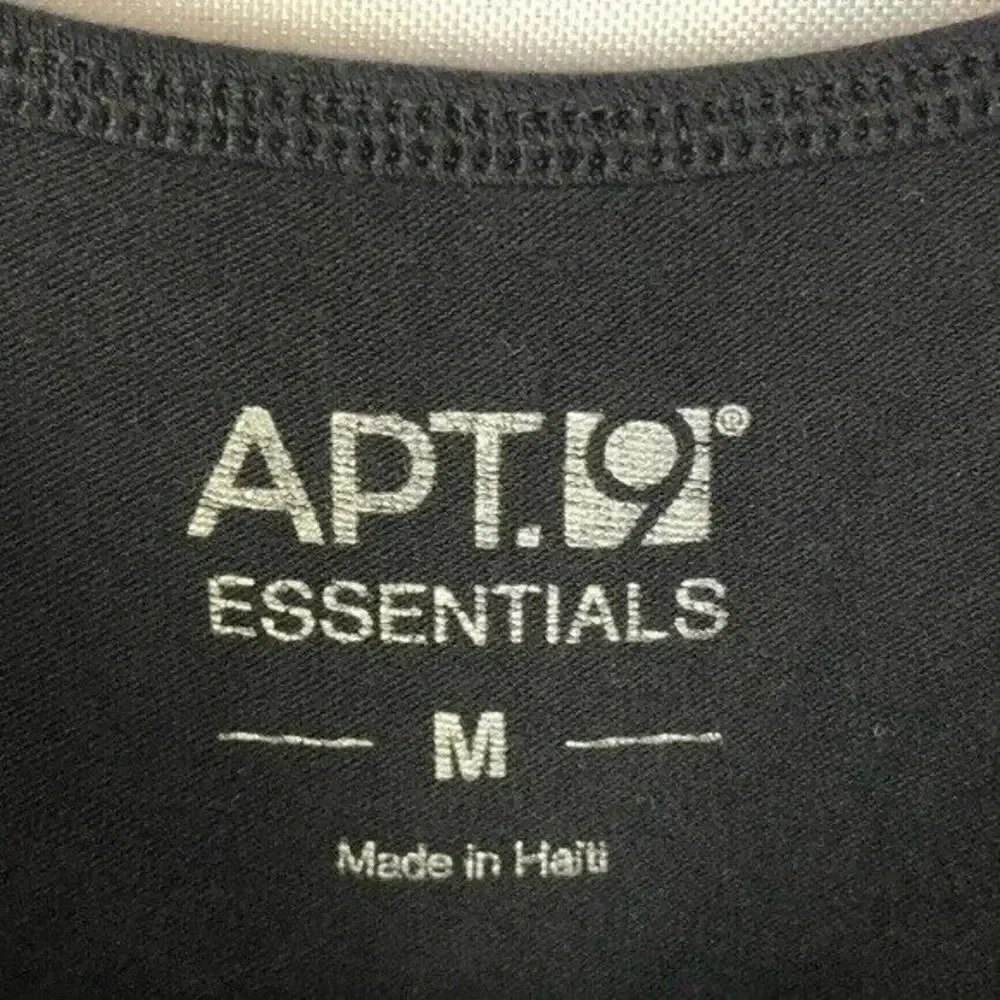 APT.9®
ESSENTIALS
M
Made in Haiti